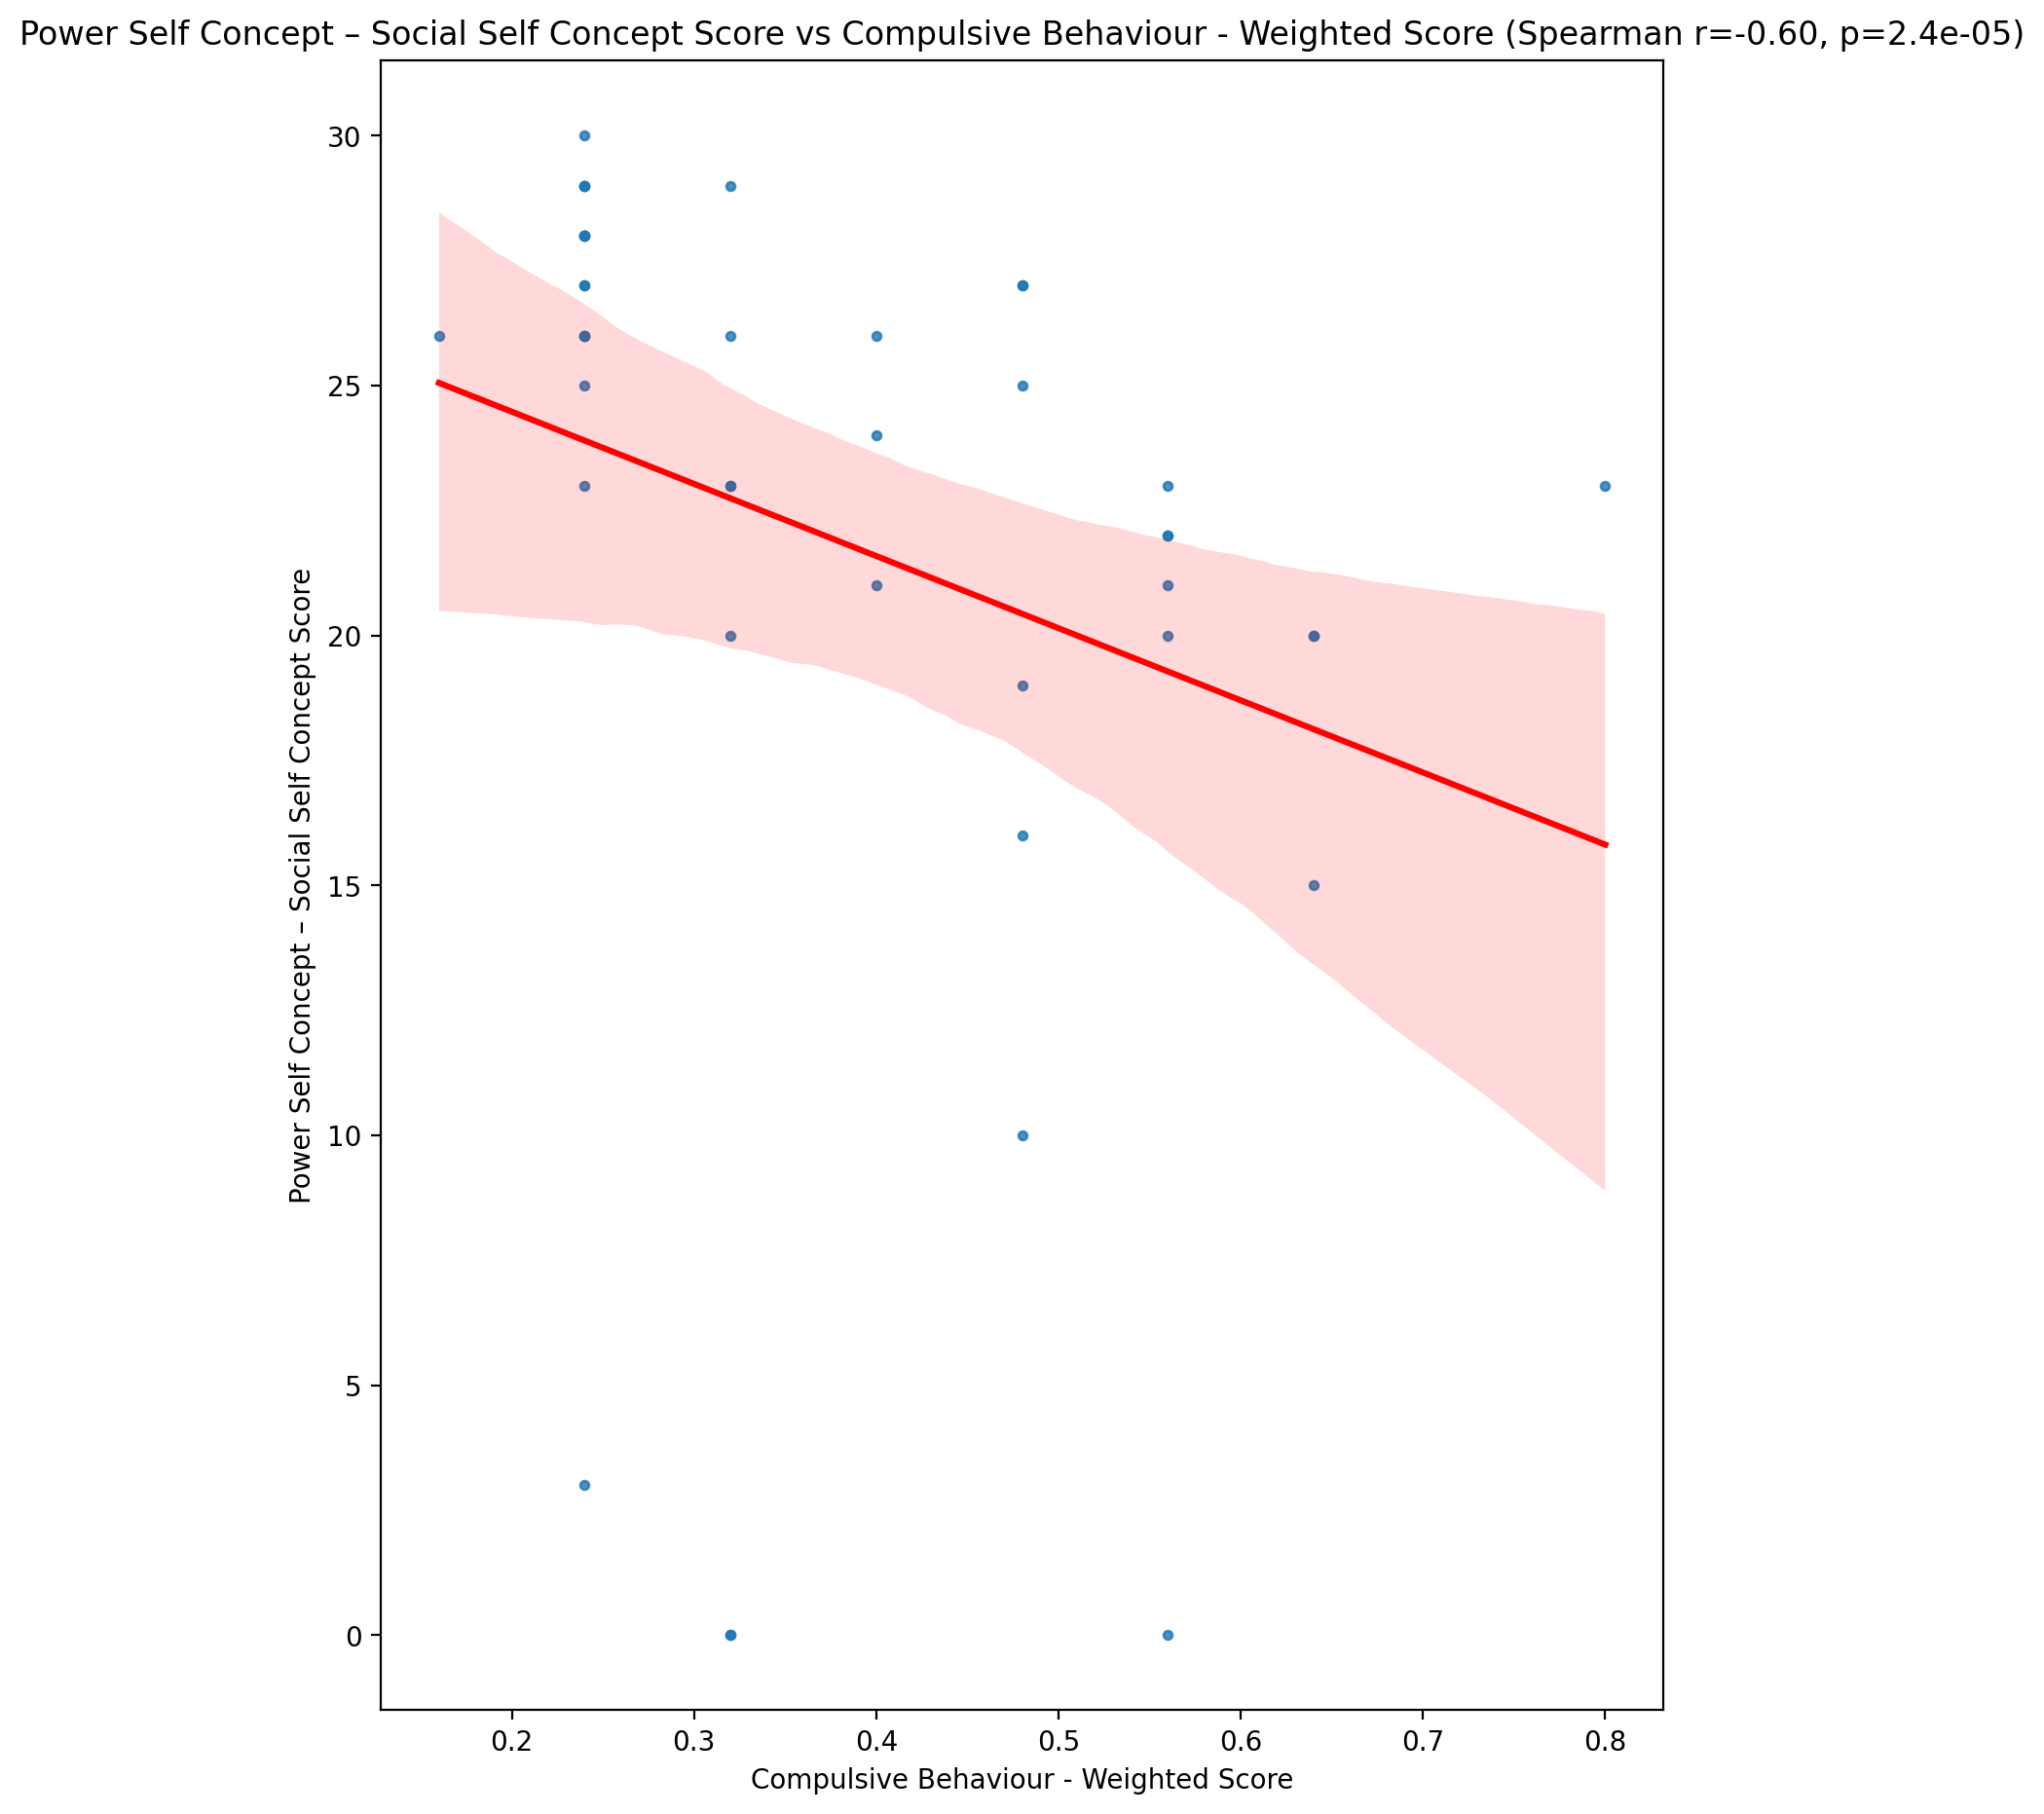 Power Self Concept – Social Self Concept Score vs Compulsive Behaviour - Weighted Score (Spearman r=-0.60, p=2.4e-05)
Power Self Concept – Social Self Concept Score
30
25
20
15
10
5
0
0.2 0.3 0.4 0.5 0.6 0.7 0.8
Compulsive Behaviour - Weighted Score